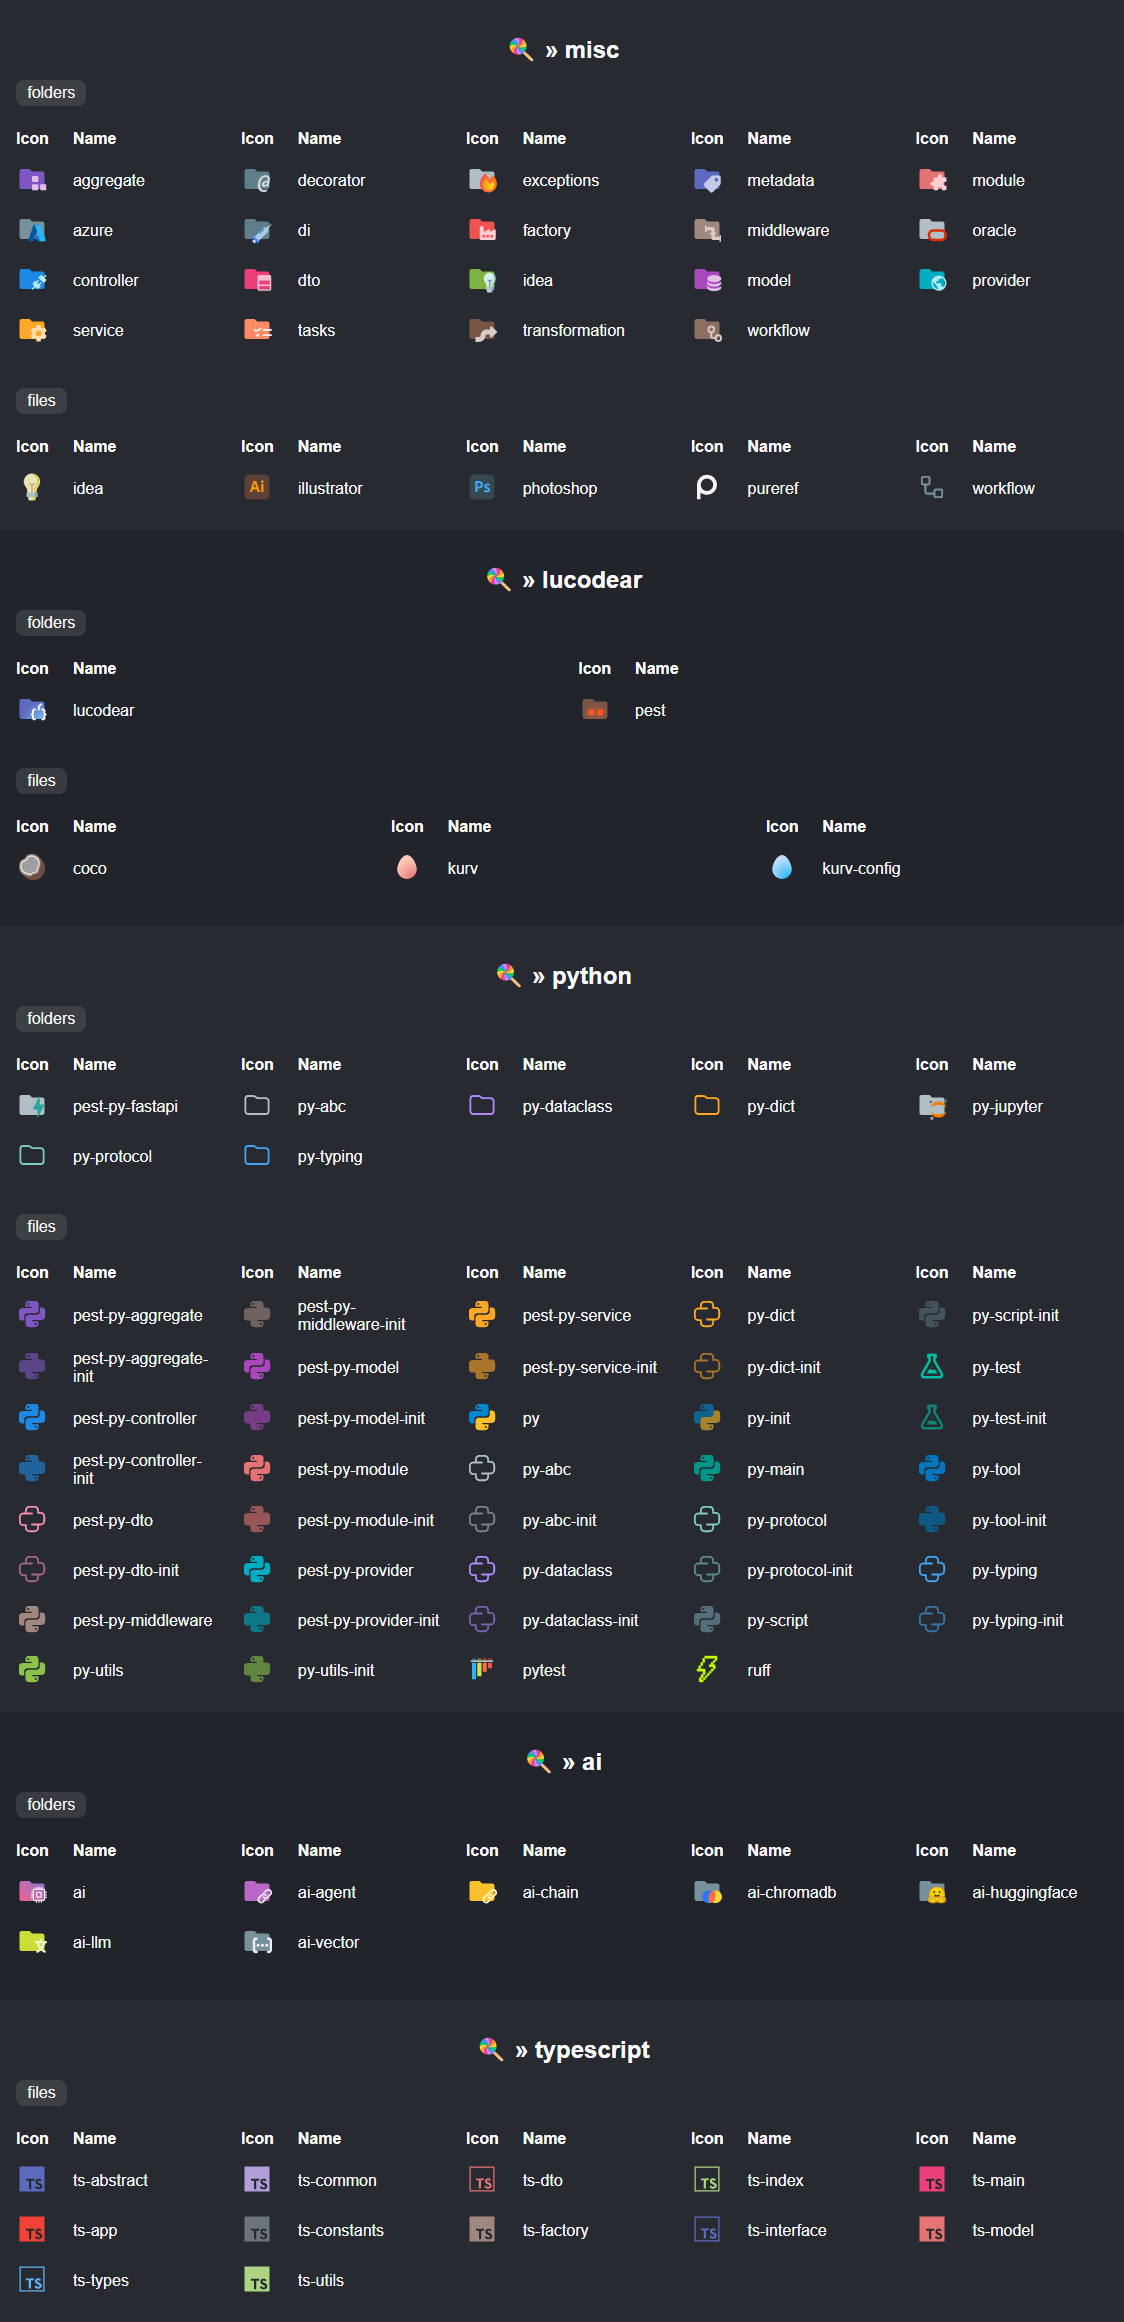 » misc
folders
Icon Name Icon Name Icon Name Icon Name Icon Name
aggregate decorator exceptions metadata module
azure di factory middleware oracle
controller dto idea model provider
service tasks transformation workflow
files
Icon Name Icon Name Icon Name Icon Name Icon Name
idea Ai illustrator Ps photoshop pureref workflow
» lucodear
folders
Icon Name Icon Name
lucodear pest
files
Icon Name Icon Name Icon Name
coco kurv kurv-config
» python
folders
Icon Name Icon Name Icon Name Icon Name Icon Name
pest-py-fastapi py-abc py-dataclass py-dict py-jupyter
py-protocol py-typing
files
Icon Name Icon Name Icon Name Icon Name Icon Name
pest-py-aggregate pest-py-middleware-init pest-py-service py-dict py-script-init
pest-py-aggregate-init pest-py-model pest-py-service-init py-dict-init py-test
pest-py-controller pest-py-model-init py py-init py-test-init
pest-py-controller-init pest-py-module py-abc py-main py-tool
pest-py-dto pest-py-module-init py-abc-init py-protocol py-tool-init
pest-py-dto-init pest-py-provider py-dataclass py-protocol-init py-typing
pest-py-middleware pest-py-provider-init py-dataclass-init py-script py-typing-init
py-utils py-utils-init pytest ruff
» ai
folders
Icon Name Icon Name Icon Name Icon Name Icon Name
ai ai-agent ai-chain ai-chromadb ai-huggingface
ai-llm ai-vector
» typescript
files
Icon Name Icon Name Icon Name Icon Name Icon Name
TS ts-abstract TS ts-common TS ts-dto TS ts-index TS ts-main
TS ts-app TS ts-constants TS ts-factory TS ts-interface TS ts-model
TS ts-types TS ts-utils